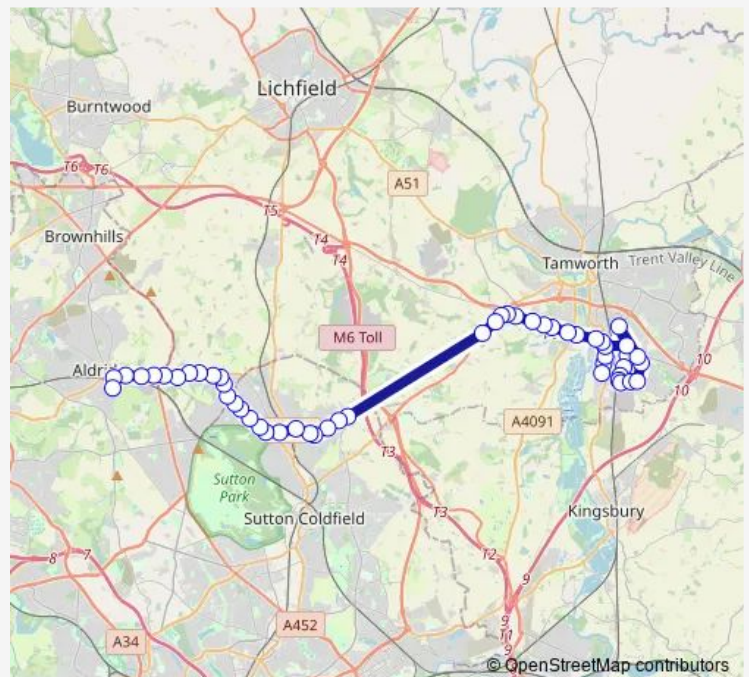 Lichfield
Burntwood
T6
T6
A51
T5
Brownhills
T4
T4
Tamworth
Trent Valley Line
M6 Toll
10
10
A4091
T3
Sutton
Park
Kingsbury
Sutton Coldfield
T3
T2
8
7
9
A452
9
T1
A34
9
© OpenStreetMap contributors